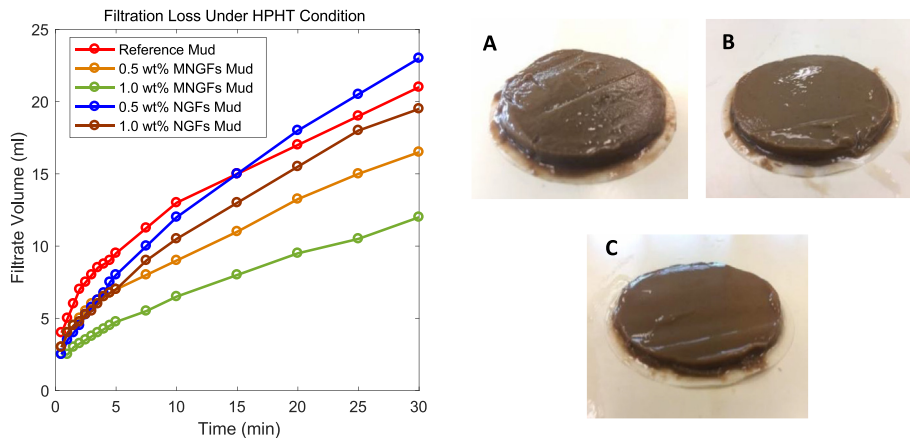 Filtration Loss Under HPHT Condition
25
20
15
10
5
0
Filtrate Volume (ml)
Reference Mud
0.5 wt% MNGFs Mud
1.0 wt% MNGFs Mud
0.5 wt% NGFs Mud
1.0 wt% NGFs Mud
0 5 10 15 20 25 30
Time (min)
A
B
C